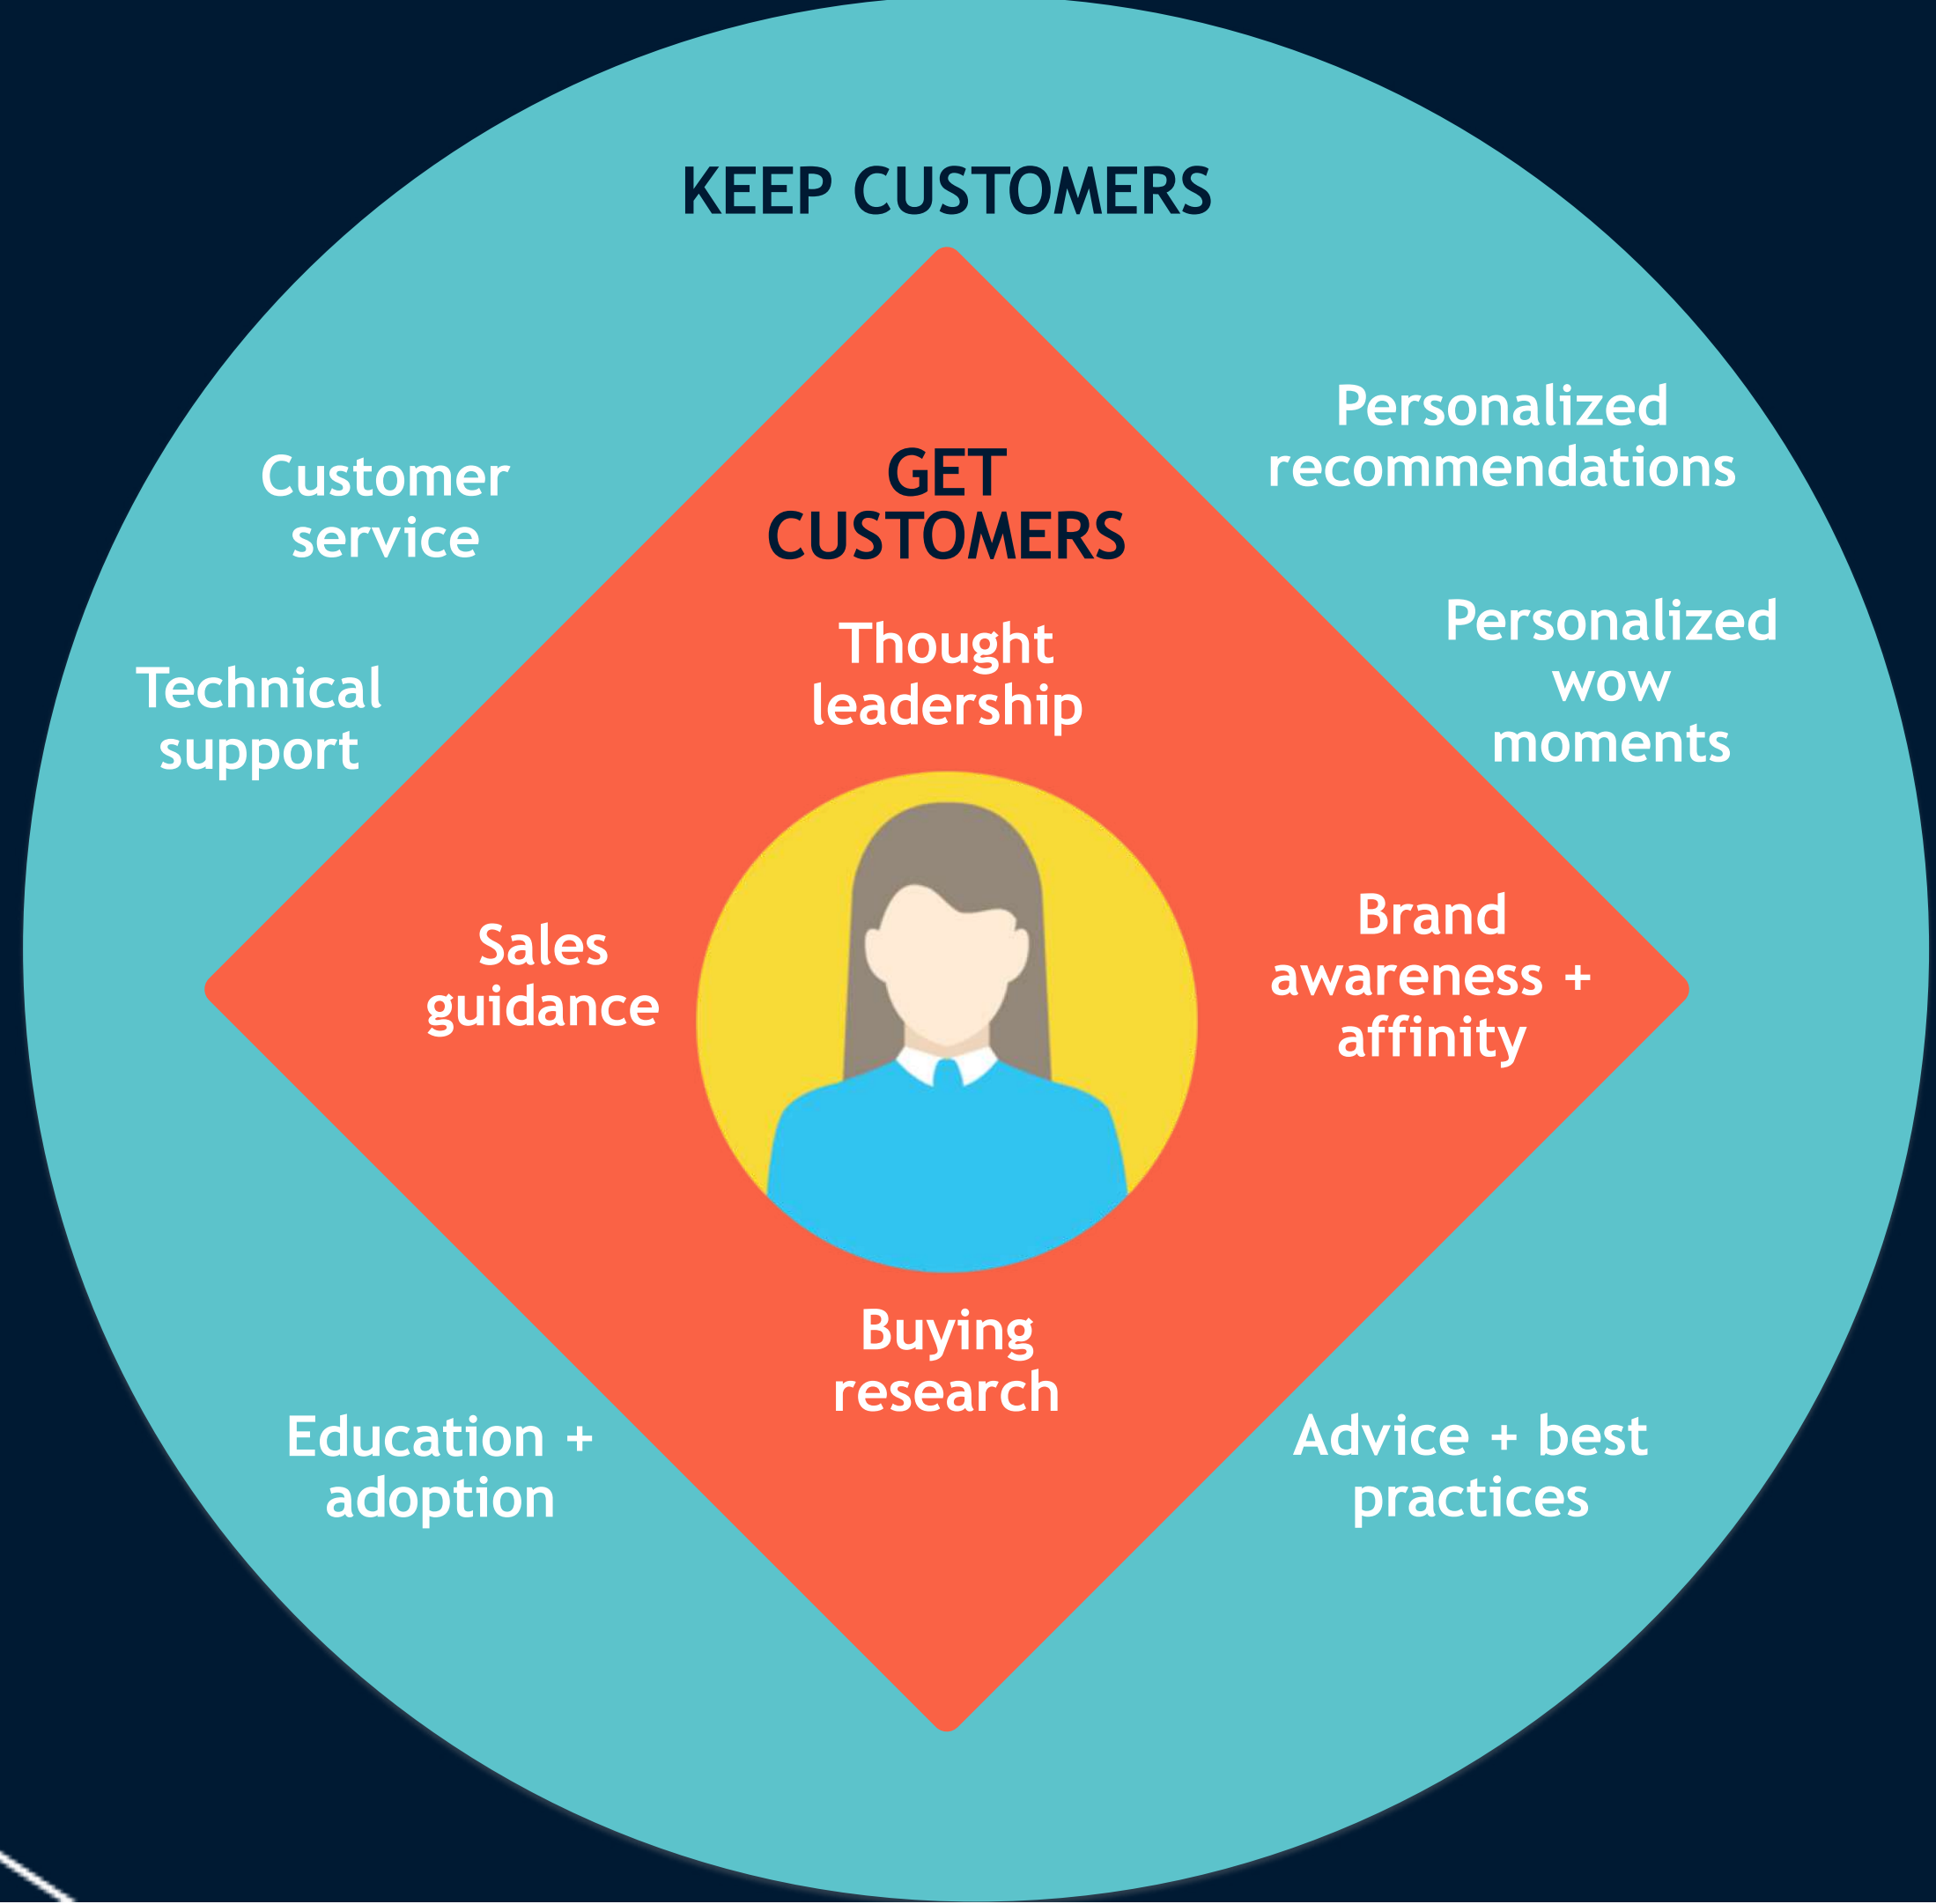 KEEP CUSTOMERS
Personalized
recommendations
Customer
service
GET
CUSTOMERS
Thought
leadership
Personalized
wow
moments
Technical
support
Sales
guidance
Brand
awareness +
affinity
Buying
research
Education +
adoption
Advice + best
practices